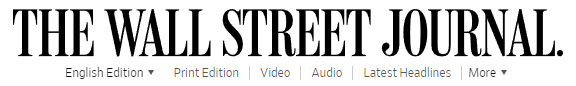 THE WALL STREET JOURNAL.
English Edition ▼ Print Edition | Video | Audio | Latest Headlines | More ▼